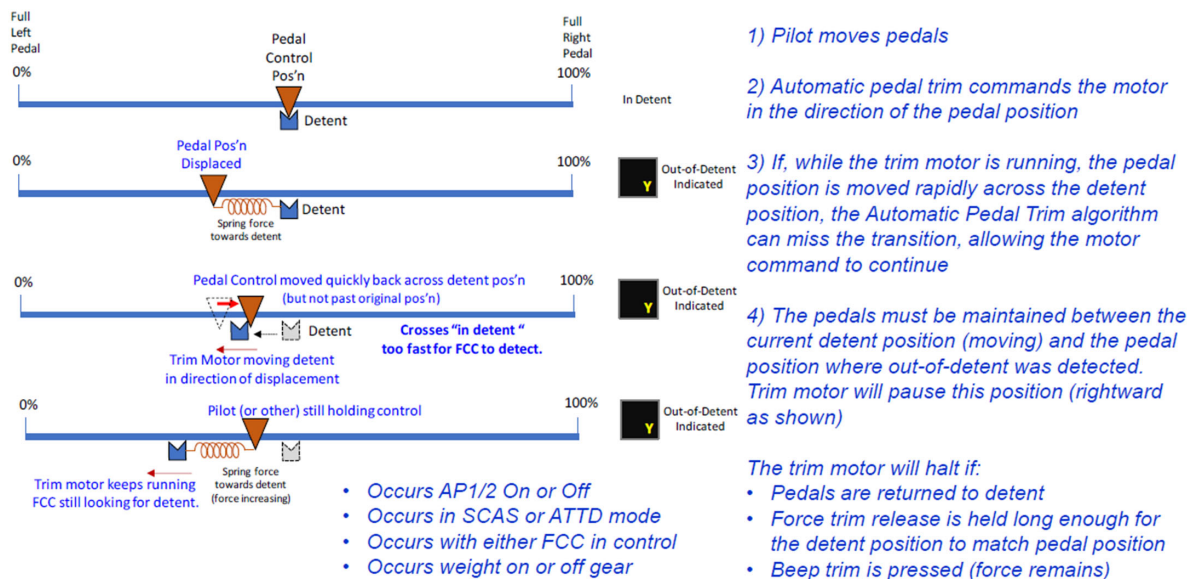 Full
Left
Pedal
0%
Pedal
Control
Pos'n
Full
Right
Pedal
100%
Detent
In Detent
0%
Pedal Pos'n
Displaced
100%
Detent
Spring force
towards detent
Y
Out-of-Detent
Indicated
0%
Pedal Control moved quickly back across detent pos'n
(but not past original pos'n)
100%
Detent
Crosses "in detent "
too fast for FCC to detect.
Trim Motor moving detent
in direction of displacement
Y
Out-of-Detent
Indicated
0%
Pilot (or other) still holding control
100%
Trim motor keeps running
FCC still looking for detent.
Spring force
towards detent
(force increasing)
Y
Out-of-Detent
Indicated
• Occurs AP1/2 On or Off
• Occurs in SCAS or ATTD mode
• Occurs with either FCC in control
• Occurs weight on or off gear
1) Pilot moves pedals
2) Automatic pedal trim commands the motor
in the direction of the pedal position
3) If, while the trim motor is running, the pedal
position is moved rapidly across the detent
position, the Automatic Pedal Trim algorithm
can miss the transition, allowing the motor
command to continue
4) The pedals must be maintained between the
current detent position (moving) and the pedal
position where out-of-detent was detected.
Trim motor will pause this position (rightward
as shown)
The trim motor will halt if:
• Pedals are returned to detent
• Force trim release is held long enough for
the detent position to match pedal position
• Beep trim is pressed (force remains)